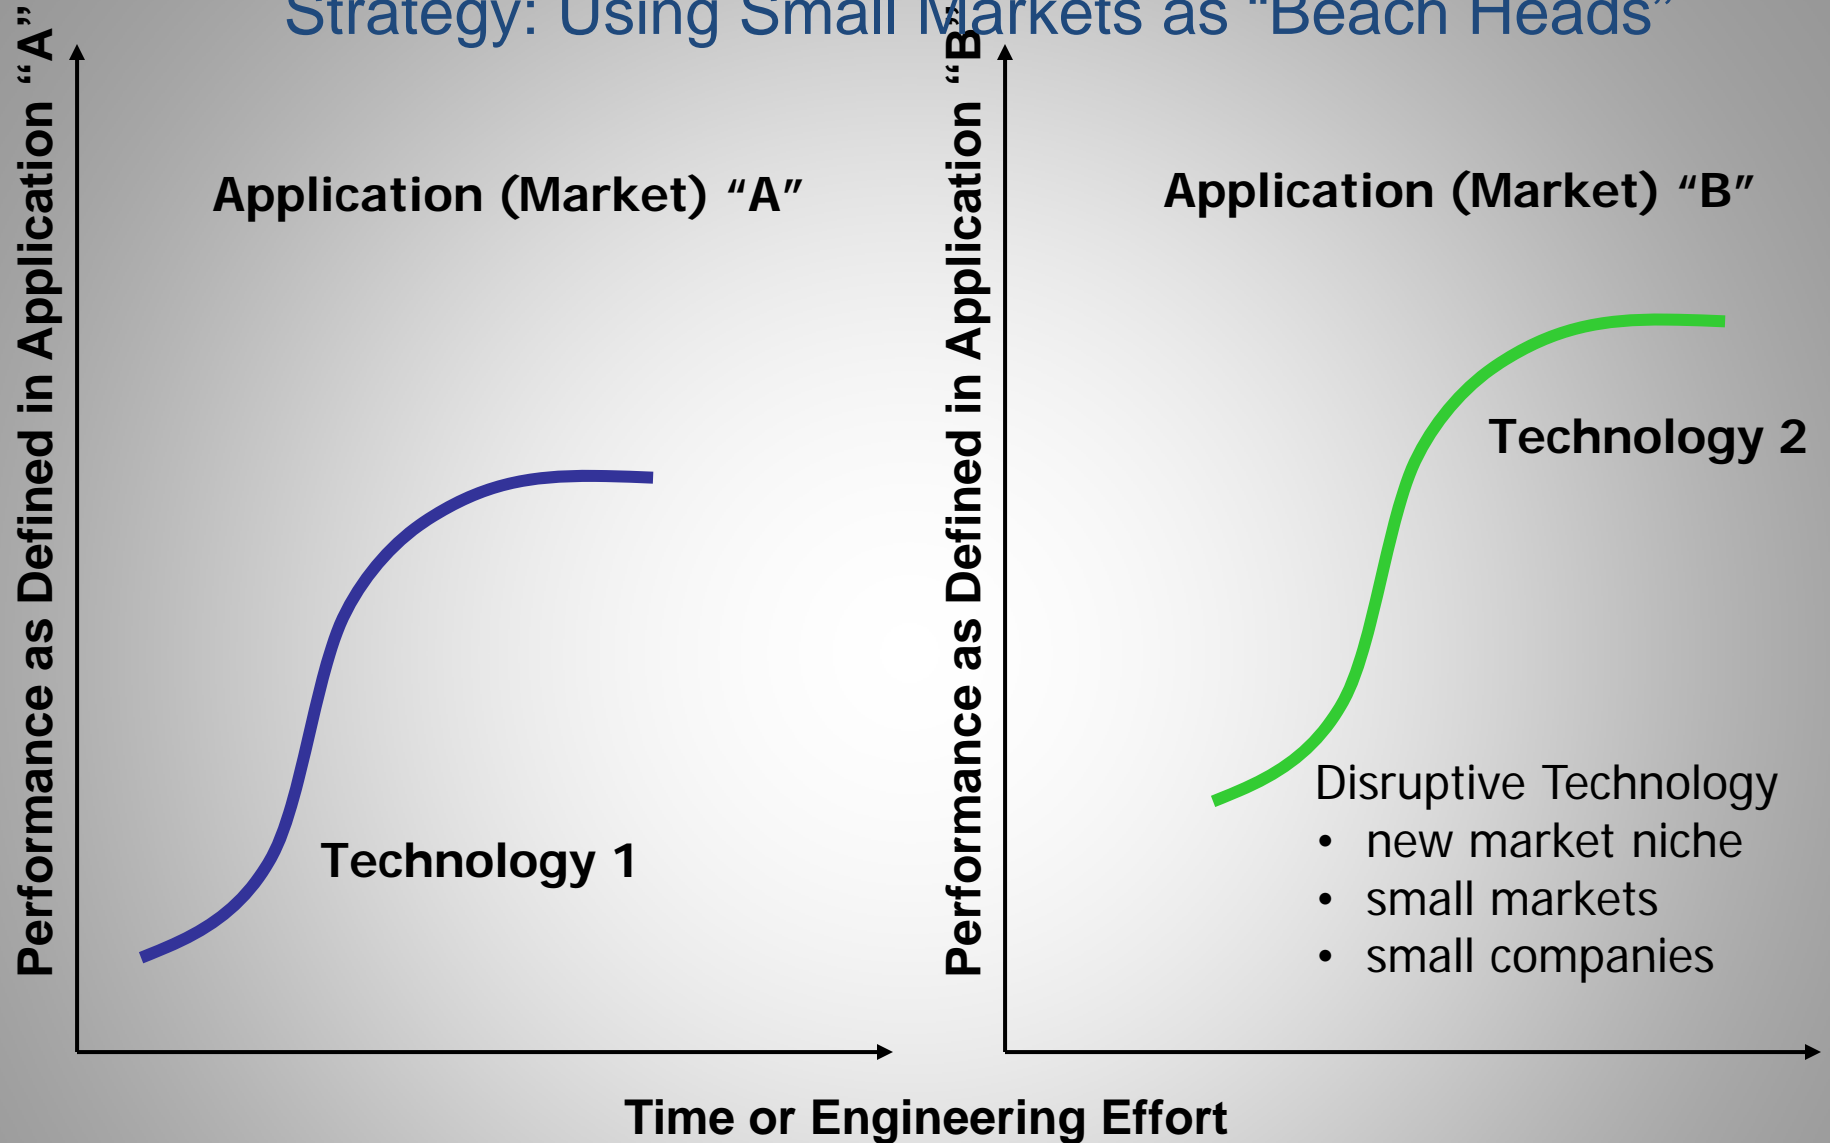 Strategy: Using Small Markets as “Beach Heads”
Performance as Defined in Application “A”
Application (Market) “A”
Technology 1
Performance as Defined in Application “B”
Application (Market) “B”
Technology 2
Disruptive Technology
• new market niche
• small markets
• small companies
Time or Engineering Effort